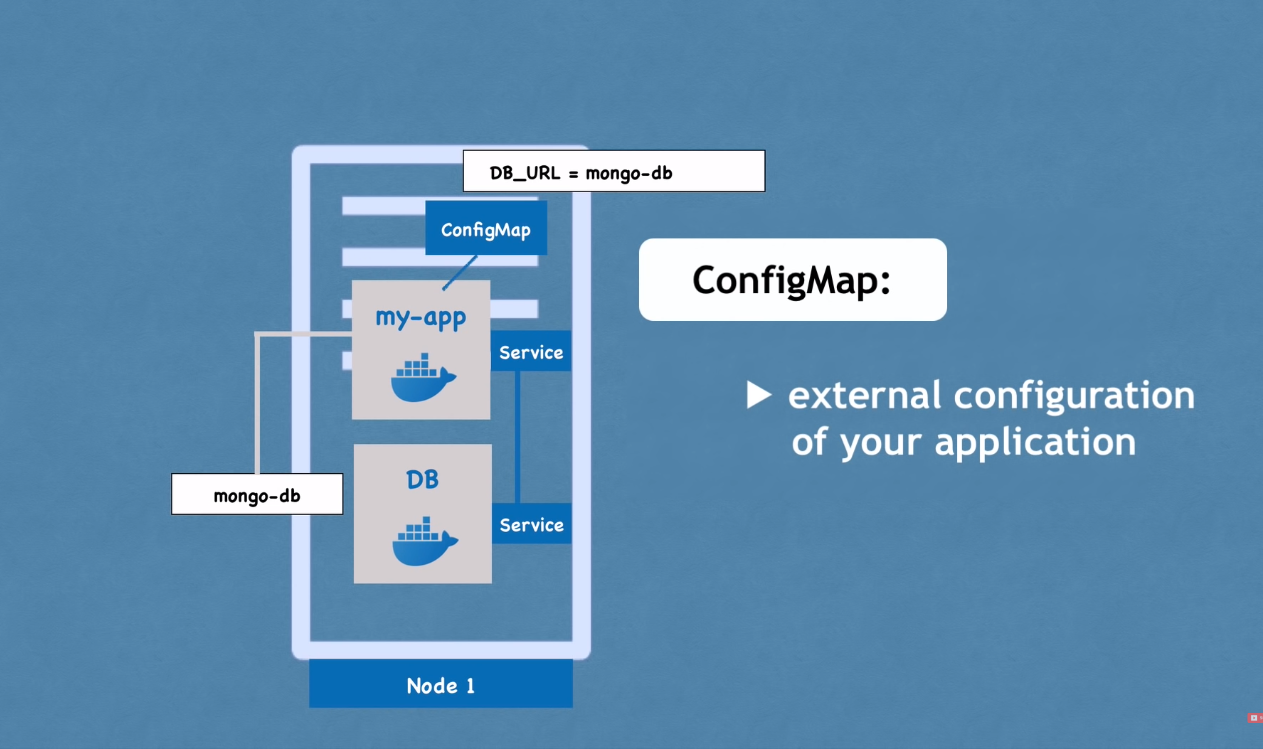 DB_URL = mongo-db
ConfigMap
ConfigMap:
my-app
Service
external configuration
of your application
DB
mongo-db
Service
Node 1